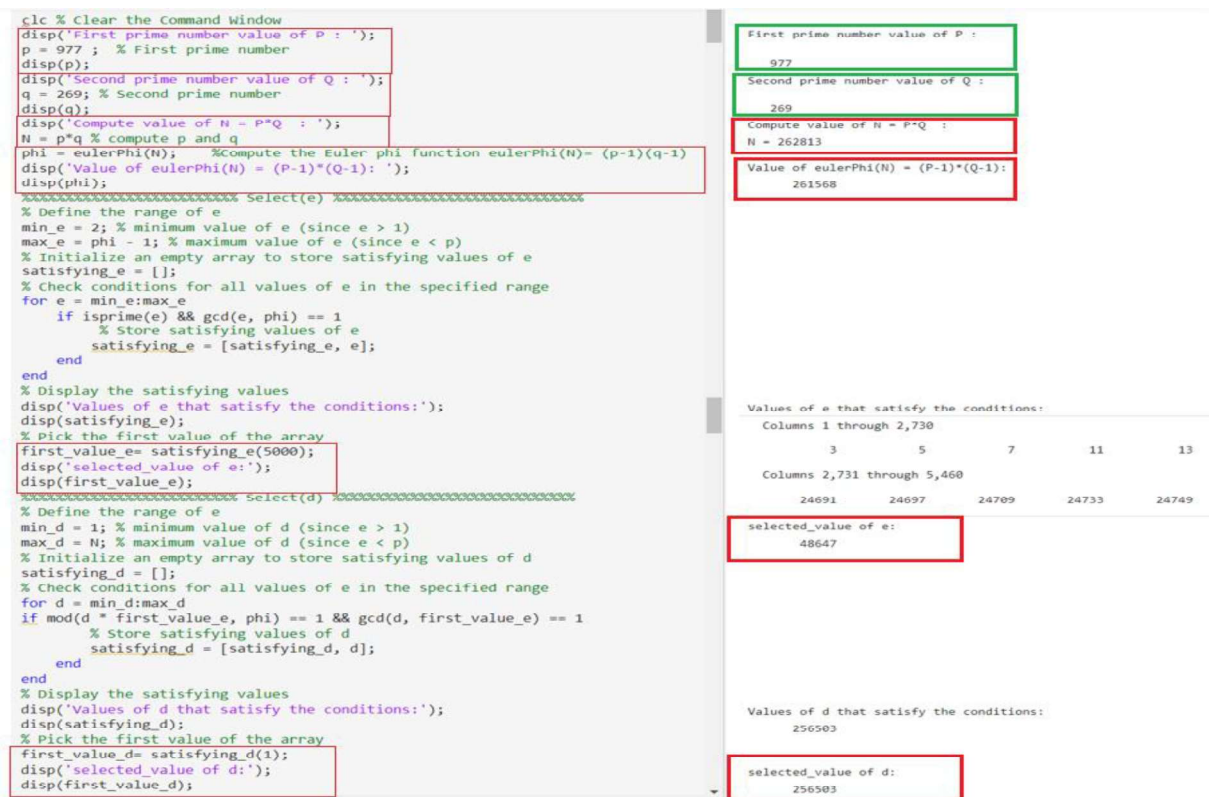 clc % Clear the Command Window
disp('First prime number value of P : ');
p = 977 ; % First prime number
disp(p);
disp('Second prime number value of Q : ');
q = 269; % Second prime number
disp(q);
disp('Compute value of N = P*Q : ');
N = p*q % compute p and q
phi = eulerPhi(N); %Compute the Euler phi function eulerPhi(N)= (p-1)(q-1)
disp('Value of eulerPhi(N) = (P-1)*(Q-1): ');
disp(phi);
%%%%%%%%%%%%%%%%%%%%%%%%% Select(e) %%%%%%%%%%%%%%%%%%%%%%%%%%%%%
% Define the range of e
min_e = 2; % minimum value of e (since e > 1)
max_e = phi - 1; % maximum value of e (since e < p)
% Initialize an empty array to store satisfying values of e
satisfying_e = [];
% Check conditions for all values of e in the specified range
for e = min_e:max_e
if isprime(e) && gcd(e, phi) == 1
% Store satisfying values of e
satisfying_e = [satisfying_e, e];
end
end
% Display the satisfying values
disp('Values of e that satisfy the conditions:');
disp(satisfying_e);
% Pick the first value of the array
first_value_e= satisfying_e(5000);
disp('selected_value of e:');
disp(first_value_e);
%%%%%%%%%%%%%%%%%%%%%%%%% Select(d) %%%%%%%%%%%%%%%%%%%%%%%%%%%%
% Define the range of e
min_d = 1; % minimum value of d (since e > 1)
max_d = N; % maximum value of d (since e < p)
% Initialize an empty array to store satisfying values of d
satisfying_d = [];
% Check conditions for all values of e in the specified range
for d = min_d:max_d
if mod(d * first_value_e, phi) == 1 && gcd(d, first_value_e) == 1
% Store satisfying values of d
satisfying_d = [satisfying_d, d];
end
end
% Display the satisfying values
disp('Values of d that satisfy the conditions:');
disp(satisfying_d);
% Pick the first value of the array
first_value_d= satisfying_d(1);
disp('selected_value of d:');
disp(first_value_d);
First prime number value of P :
977
Second prime number value of Q :
269
Compute value of N = P*Q :
N = 262813
Value of eulerPhi(N) = (P-1)*(Q-1):
261568
Values of e that satisfy the conditions:
Columns 1 through 2,730
3 5 7 11 13
Columns 2,731 through 5,460
24691 24697 24709 24733 24749
selected_value of e:
48647
Values of d that satisfy the conditions:
256503
selected_value of d:
256503